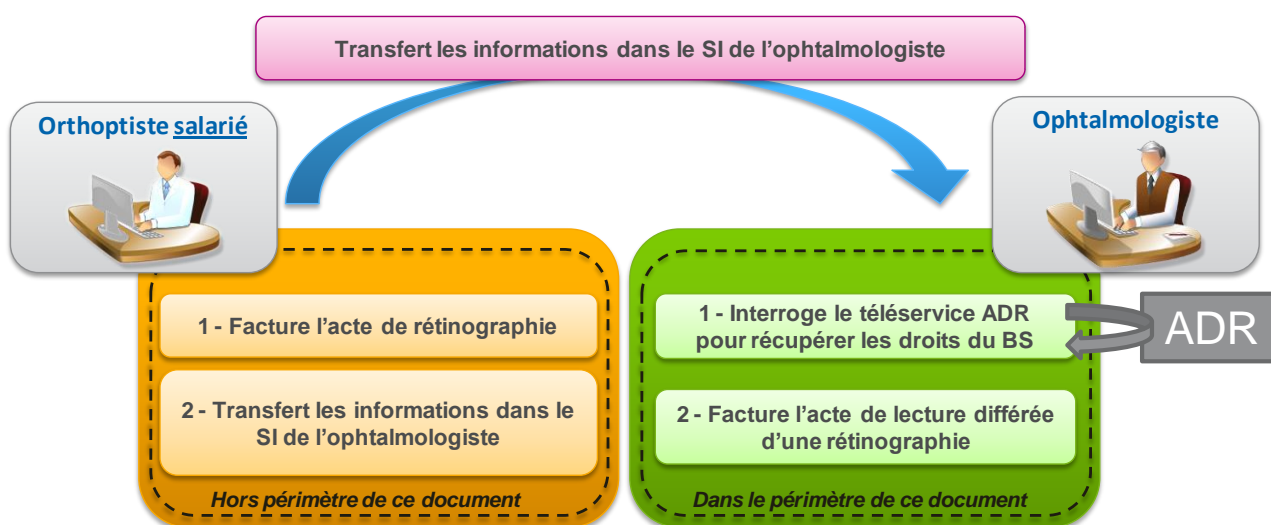 Transfert les informations dans le SI de l’ophtalmologiste
Orthoptiste salarié
Ophtalmologiste
1 - Facture l’acte de rétinographie
2 - Transfert les informations dans le
SI de l’ophtalmologiste
Hors périmètre de ce document
1 - Interroge le téléservice ADR
pour récupérer les droits du BS
ADR
2 - Facture l’acte de lecture différée
d’une rétinographie
Dans le périmètre de ce document